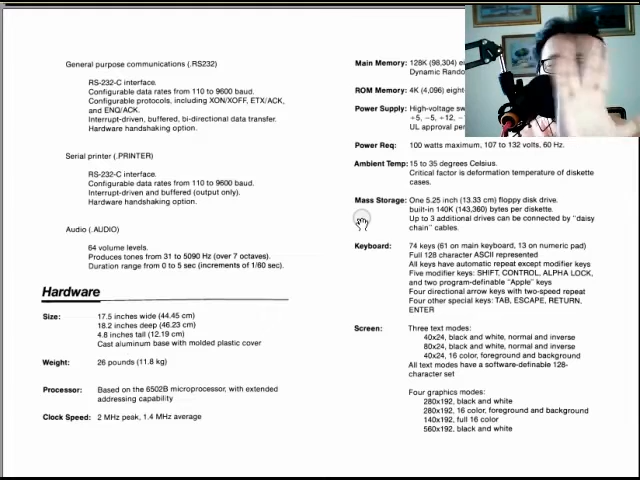 General purpose communications (.RS232)
RS-232-C interface.
Configurable data rates from 110 to 9600 baud.
Configurable protocols, including XON/XOFF, ETX/ACK,
and ENQ/ACK.
Interrupt-driven, buffered, bi-directional data transfer.
Hardware handshaking option.
Serial printer (.PRINTER)
RS-232-C interface.
Configurable data rates from 110 to 9600 baud.
Interrupt-driven and buffered (output only).
Hardware handshaking option.
Audio (.AUDIO)
64 volume levels.
Produces tones from 31 to 5090 Hz (over 7 octaves).
Duration range from 0 to 5 sec (increments of 1/60 sec).
Hardware
Size: 17.5 inches wide (44.45 cm)
18.2 inches deep (46.23 cm)
4.8 inches tall (12.19 cm)
Cast aluminum base with molded plastic cover
Weight: 26 pounds (11.8 kg)
Processor: Based on the 6502B microprocessor, with extended
addressing capability
Clock Speed: 2 MHz peak, 1.4 MHz average
Main Memory: 128K (98,304)
Dynamic
ROM Memory: 4K (4,096)
Power Supply: High-voltage
+5, −5, +12,
UL approval
Power Req: 100 watts maximum, 107 to 132 volts, 60 Hz.
Ambient Temp: 15 to 35 degrees Celsius.
Critical factor is deformation temperature of diskette
cases.
Mass Storage: One 5.25 inch (13.33 cm) floppy disk drive.
built-in 140K (143,360) bytes per diskette.
Up to 3 additional drives can be connected by "daisy
chain" cables.
Keyboard: 74 keys (61 on main keyboard, 13 on numeric pad)
Full 128 character ASCII represented
All keys have automatic repeat except modifier keys
Five modifier keys: SHIFT, CONTROL, ALPHA LOCK,
and two program-definable "Apple" keys
Four directional arrow keys with two-speed repeat
Four other special keys: TAB, ESCAPE, RETURN,
ENTER
Screen: Three text modes:
40x24, black and white, normal and inverse
80x24, black and white, normal and inverse
40x24, 16 color, foreground and background
All text modes have a software-definable 128-
character set
Four graphics modes:
280x192, black and white
280x192, 16 color, foreground and background
140x192, full 16 color
560x192, black and white